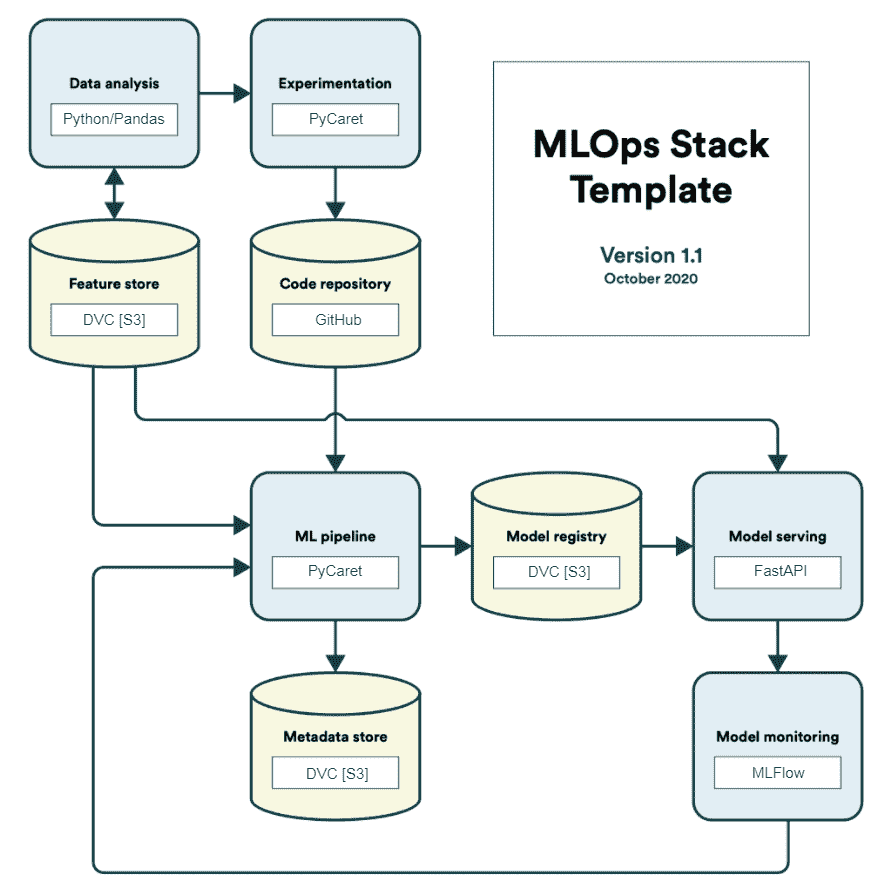 Data analysis
Python/Pandas
Experimentation
PyCaret
MLOps Stack
Template
Version 1.1
October 2020
Feature store
DVC [S3]
Code repository
GitHub
ML pipeline
PyCaret
Model registry
DVC [S3]
Model serving
FastAPI
Metadata store
DVC [S3]
Model monitoring
MLFlow